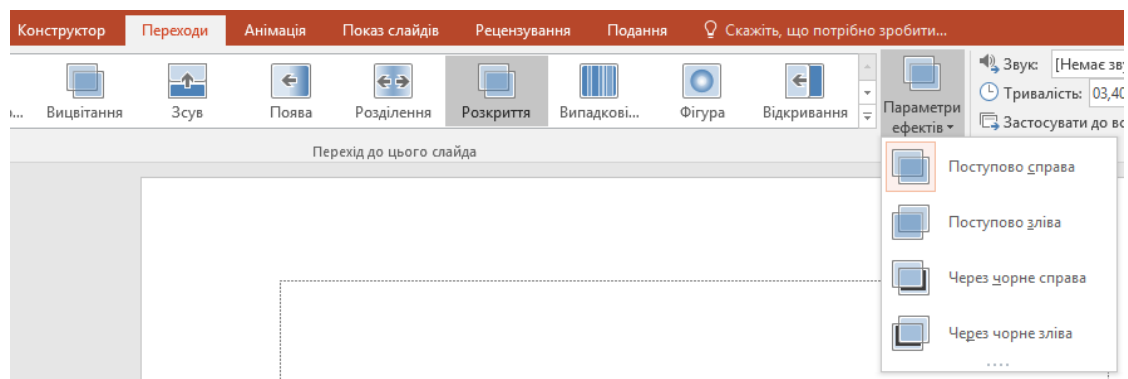 Конструктор Переходи Анімація Показ слайдів Рецензування Подання Скажіть, що потрібно зробити...
Вицвітання Зсув Поява Розділення Розкриття Випадкові... Фігура Відкривання
Параметри ефектів
Звук: [Немає зву
Тривалість: 03,40
Застосувати до вс
Перехід до цього слайда
Поступово справа
Поступово зліва
Через чорне справа
Через чорне зліва